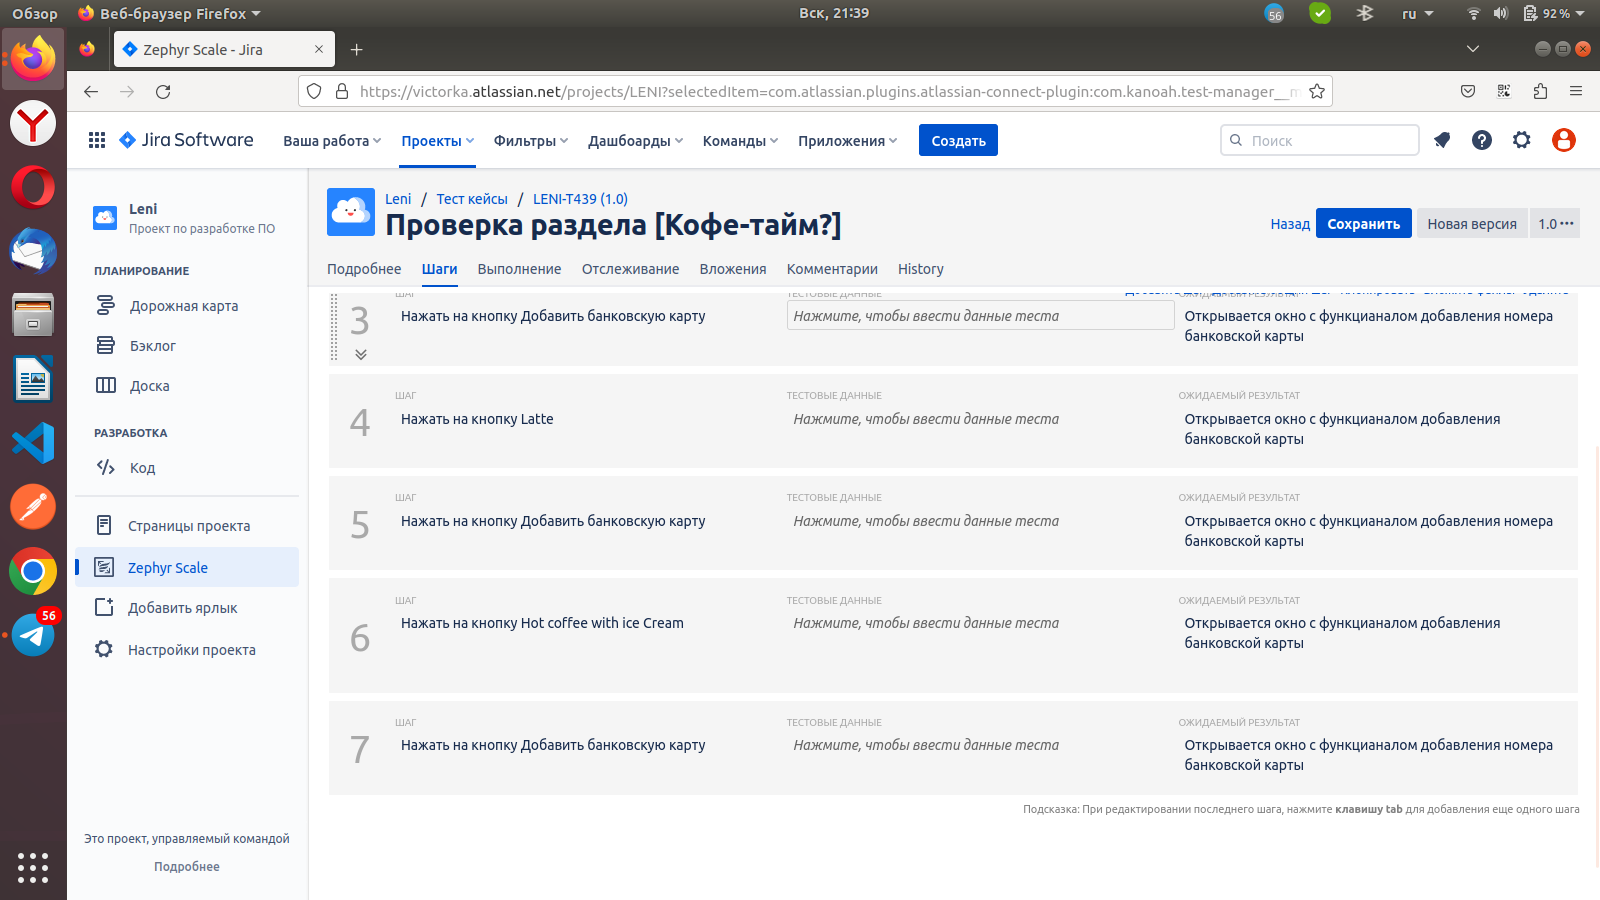 Обзор
Веб-браузер Firefox
Вск, 21:39
56
ru
92 %
Zephyr Scale - Jira
https://victorka.atlassian.net/projects/LENI?selectedItem=com.atlassian.plugins.atlassian-connect-plugin:com.kanoah.test-manager__m
Jira Software
Ваша работа
Проекты
Фильтры
Дашборды
Команды
Приложения
Создать
Поиск
Leni
Проект по разработке ПО
ПЛАНИРОВАНИЕ
Дорожная карта
Бэклог
Доска
РАЗРАБОТКА
Код
Страницы проекта
Zephyr Scale
Добавить ярлык
Настройки проекта
Это проект, управляемый командой
Подробнее
56
Leni / Тест кейсы / LENI-T439 (1.0)
Проверка раздела [Кофе-тайм?]
Назад
Сохранить
Новая версия
1.0
Подробнее
Шаги
Выполнение
Отслеживание
Вложения
Комментарии
History
ШАГ
ТЕСТОВЫЕ ДАННЫЕ
ОЖИДАЕМЫЙ РЕЗУЛЬТАТ
3
Нажать на кнопку Добавить банковскую карту
Нажмите, чтобы ввести данные теста
Открывается окно с функцианалом добавления номера
банковской карты
ШАГ
ТЕСТОВЫЕ ДАННЫЕ
ОЖИДАЕМЫЙ РЕЗУЛЬТАТ
4
Нажать на кнопку Latte
Нажмите, чтобы ввести данные теста
Открывается окно с функцианалом добавления
банковской карты
ШАГ
ТЕСТОВЫЕ ДАННЫЕ
ОЖИДАЕМЫЙ РЕЗУЛЬТАТ
5
Нажать на кнопку Добавить банковскую карту
Нажмите, чтобы ввести данные теста
Открывается окно с функцианалом добавления номера
банковской карты
ШАГ
ТЕСТОВЫЕ ДАННЫЕ
ОЖИДАЕМЫЙ РЕЗУЛЬТАТ
6
Нажать на кнопку Hot coffee with ice Cream
Нажмите, чтобы ввести данные теста
Открывается окно с функцианалом добавления
банковской карты
ШАГ
ТЕСТОВЫЕ ДАННЫЕ
ОЖИДАЕМЫЙ РЕЗУЛЬТАТ
7
Нажать на кнопку Добавить банковскую карту
Нажмите, чтобы ввести данные теста
Открывается окно с функцианалом добавления номера
банковской карты
Подсказка: При редактировании последнего шага, нажмите клавишу tab для добавления еще одного шага